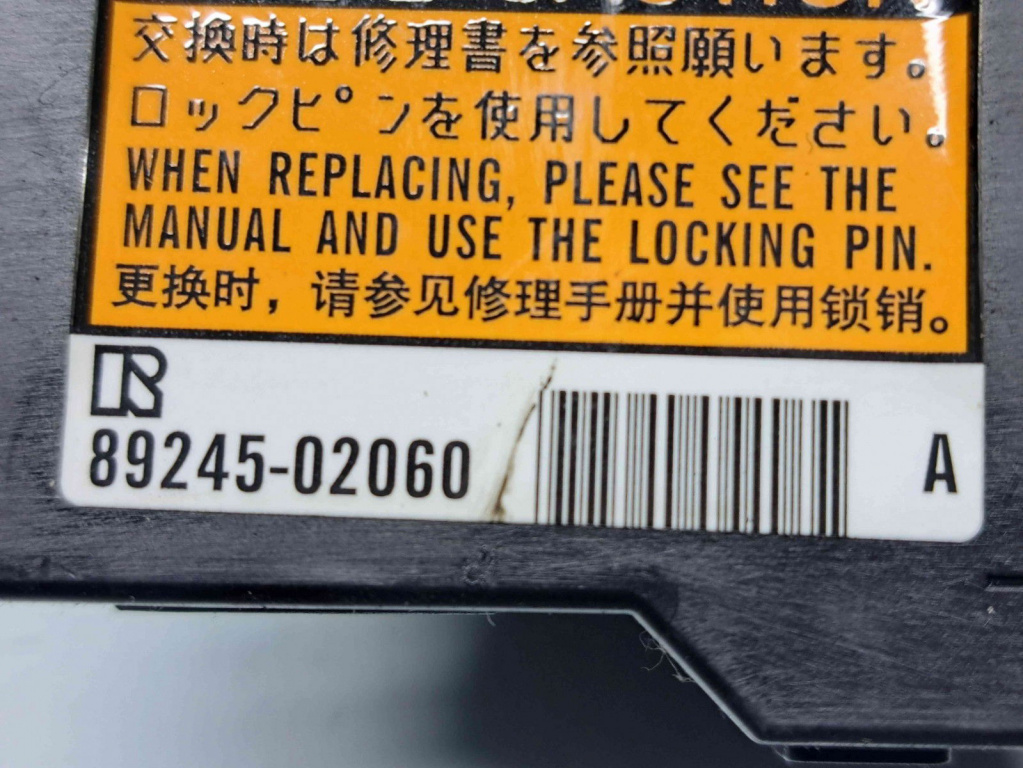 交換時は修理書を参照願います。
ロックピンを使用してください。
WHEN REPLACING, PLEASE SEE THE
MANUAL AND USE THE LOCKING PIN.
更换时，请参见修理手册并使用锁销。
89245-02060
A